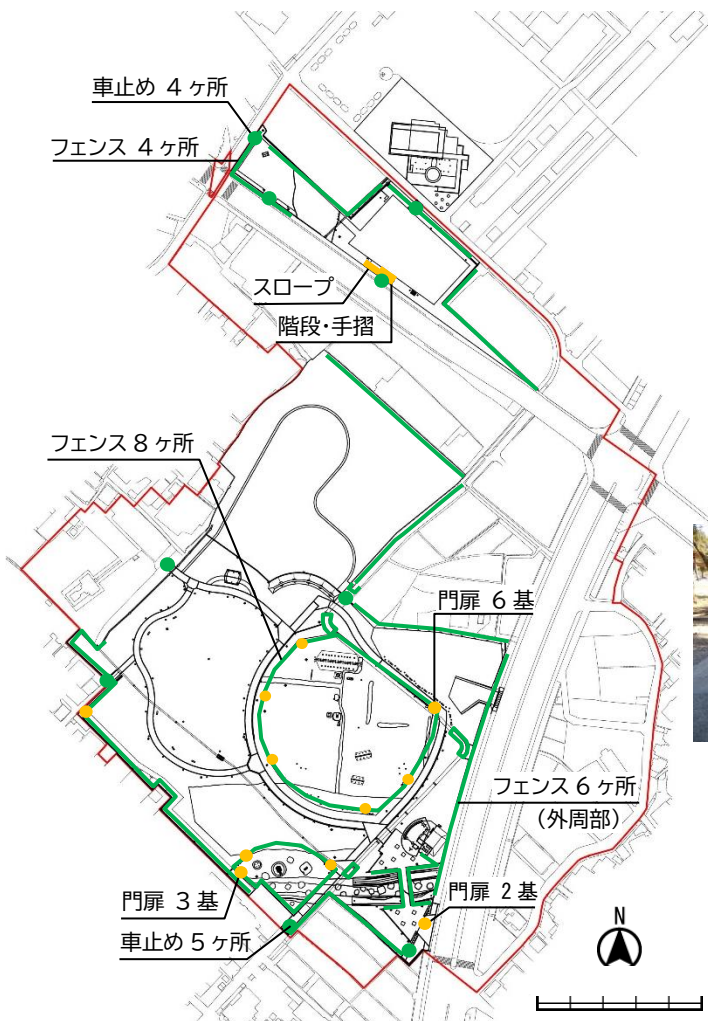 車止め 4 ヶ所
フェンス 4 ヶ所
スロープ
階段・手摺
フェンス 8 ヶ所
門扉 6 基
フェンス 6 ヶ所
(外周部)
門扉 3 基
門扉 2 基
車止め 5 ヶ所
N